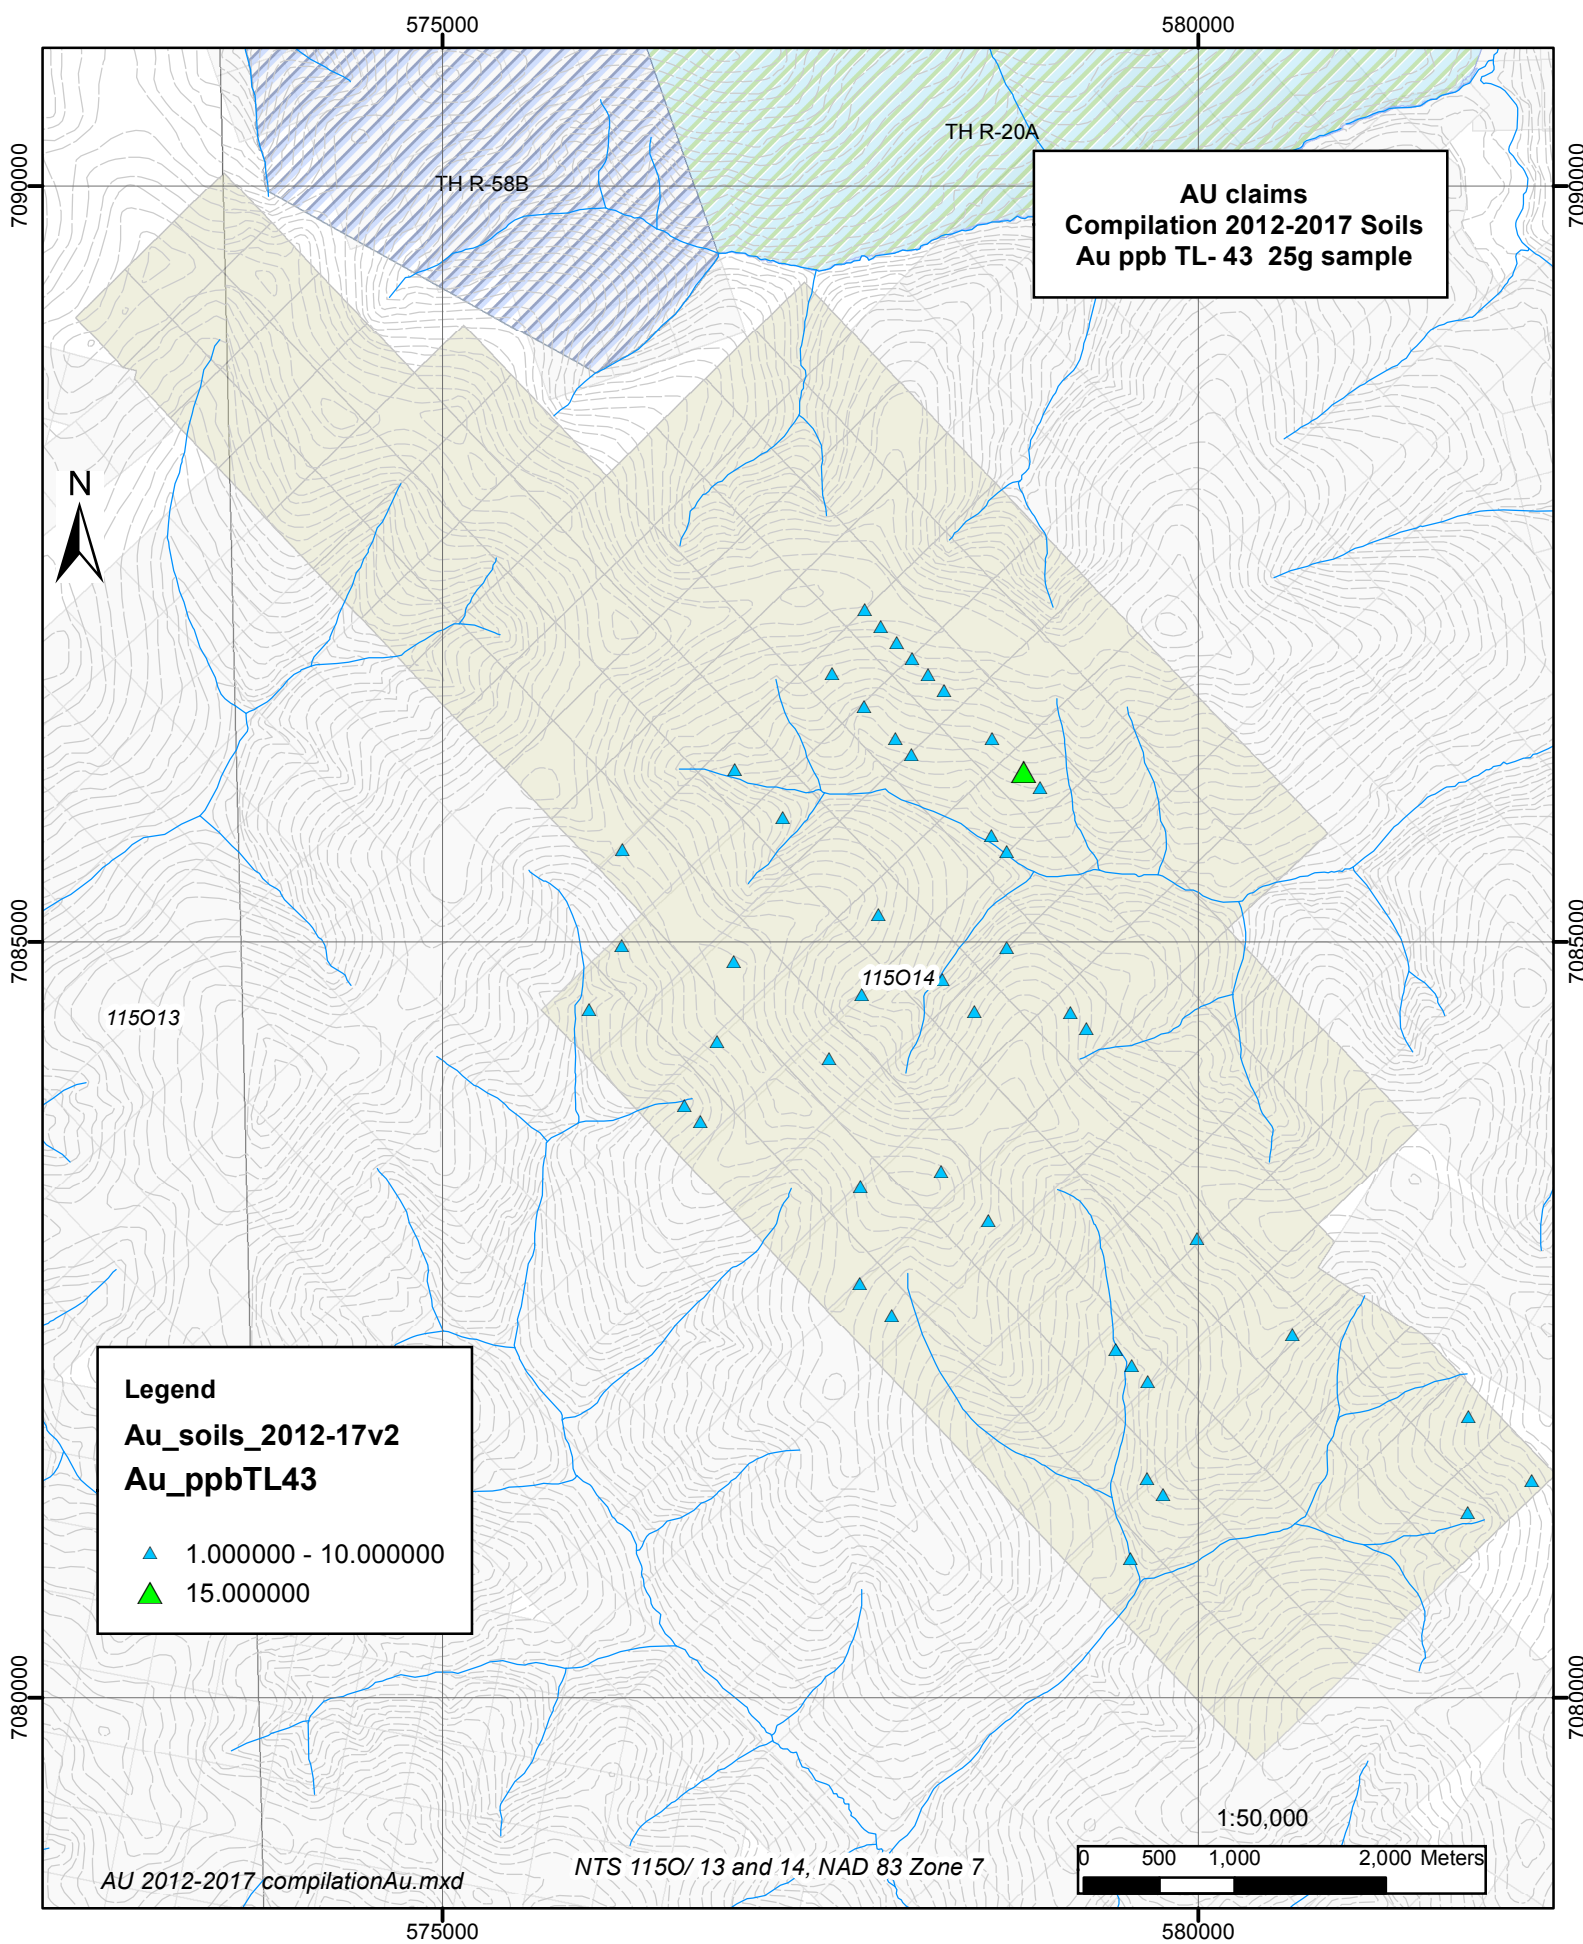 575000
580000
TH R-20A
TH R-58B
7090000
7090000
AU claims
Compilation 2012-2017 Soils
Au ppb TL- 43  25g sample
N
7085000
7085000
115O14
115O13
Legend
Au_soils_2012-17v2
Au_ppbTL43
1.000000 - 10.000000
15.000000
7080000
7080000
1:50,000
0 500 1,000 2,000 Meters
NTS 115O/ 13 and 14, NAD 83 Zone 7
AU 2012-2017 compilationAu.mxd
575000
580000